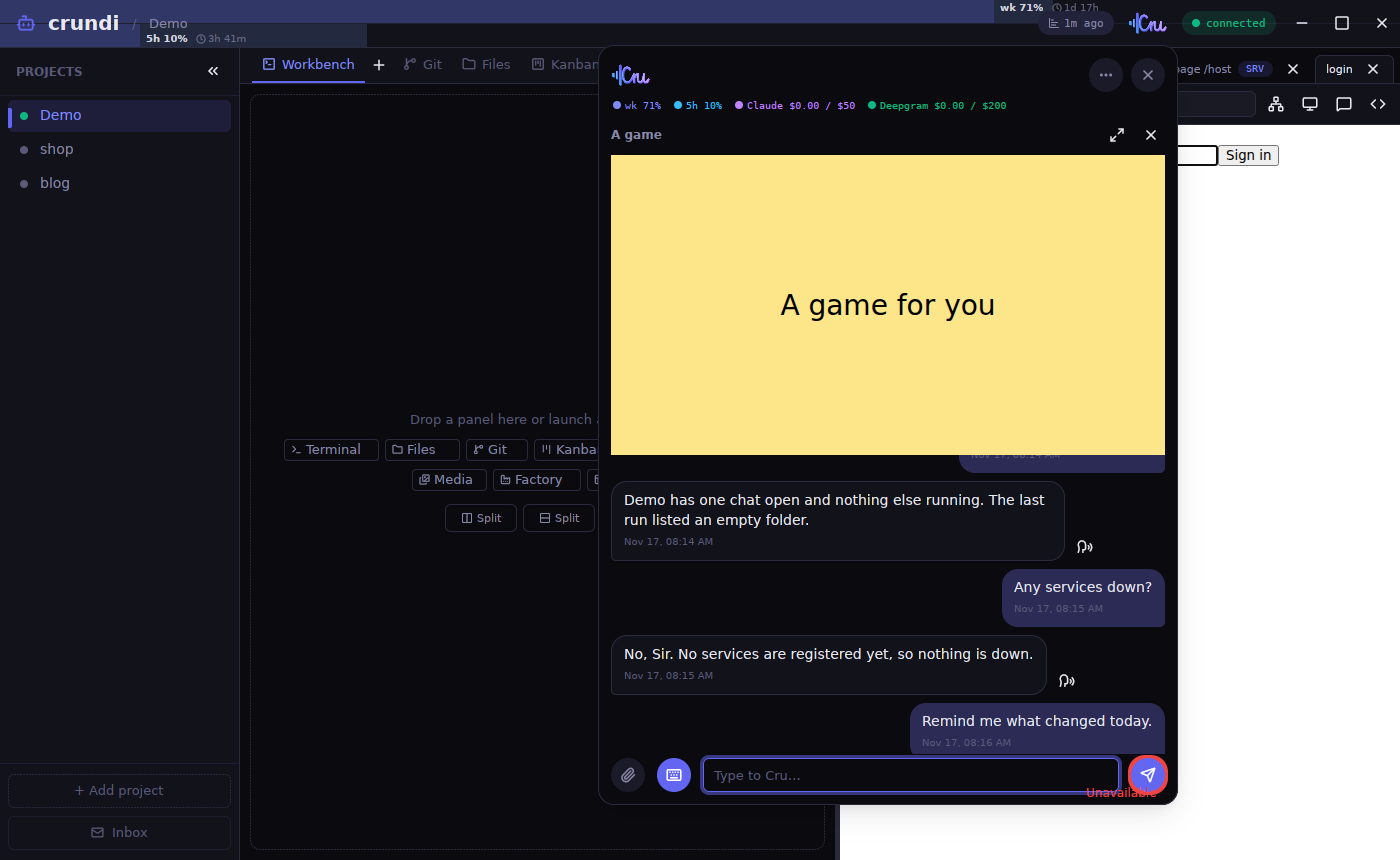 crundi / Demo
wk 71% 1d 17h
5h 10% 3h 41m
1m ago
Cru
connected
PROJECTS
Demo
shop
blog
+ Add project
Inbox
Workbench
Git
Files
Kanban
Drop a panel here or launch
Terminal
Files
Git
Kanba
Media
Factory
Split
Split
Cru
wk 71% 5h 10% Claude $0.00 / $50 Deepgram $0.00 / $200
A game
A game for you
Demo has one chat open and nothing else running. The last
run listed an empty folder.
Nov 17, 08:14 AM
Any services down?
Nov 17, 08:15 AM
No, Sir. No services are registered yet, so nothing is down.
Nov 17, 08:15 AM
Remind me what changed today.
Nov 17, 08:16 AM
Type to Cru...
Unavailable
page /host SRV
login
Sign in